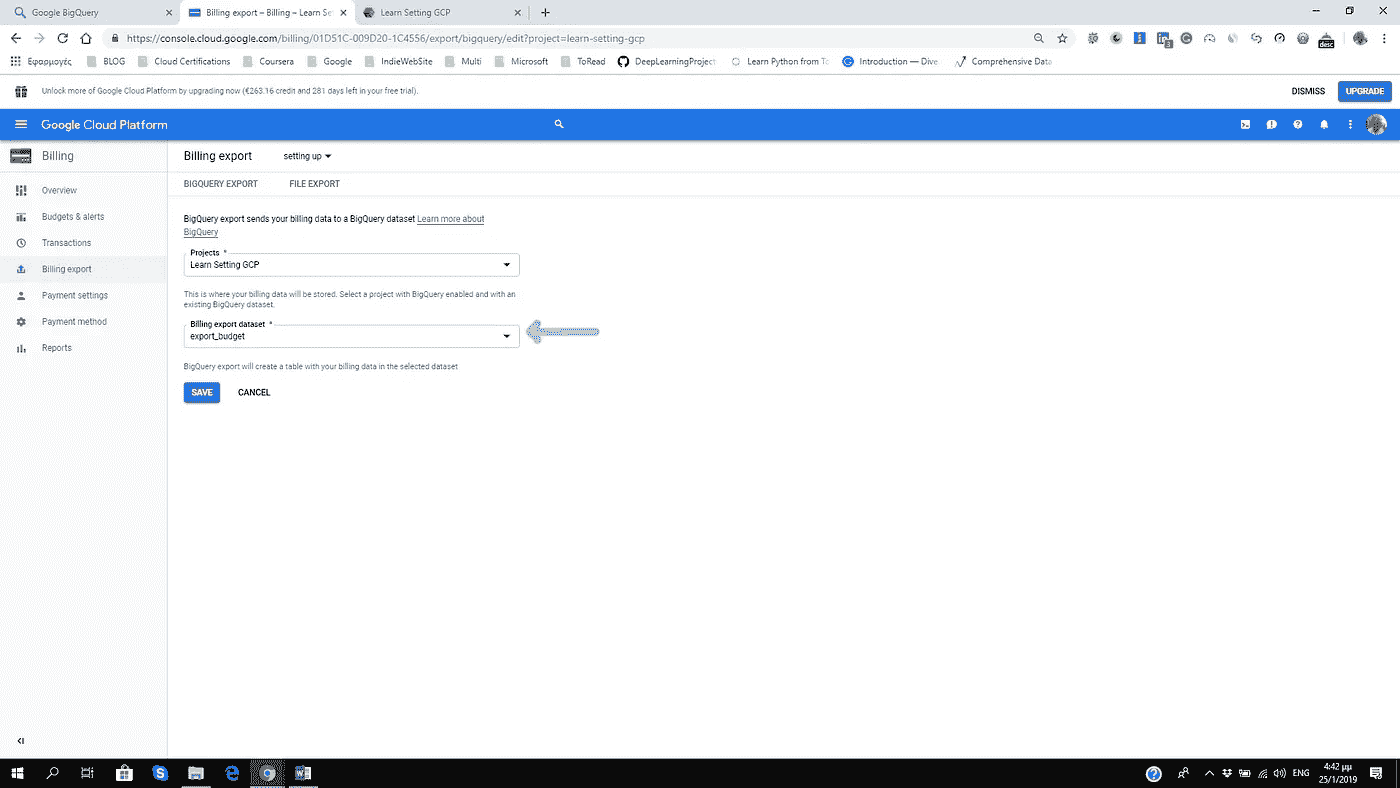 Google BigQuery
Billing export – Billing – Learn Se
Learn Setting GCP
https://console.cloud.google.com/billing/01D51C-009D20-1C4556/export/bigquery/edit?project=learn-setting-gcp
Εφαρμογές
BLOG
Cloud Certifications
Coursera
Google
IndieWebSite
Multi
Microsoft
ToRead
DeepLearningProject
Learn Python from To
Introduction — Dive
Comprehensive Data
Unlock more of Google Cloud Platform by upgrading now (€263.16 credit and 281 days left in your free trial).
DISMISS
UPGRADE
Google Cloud Platform
Billing
Billing export
setting up
Overview
Budgets & alerts
Transactions
Billing export
Payment settings
Payment method
Reports
BIGQUERY EXPORT
FILE EXPORT
BigQuery export sends your billing data to a BigQuery dataset Learn more about
BigQuery
Projects *
Learn Setting GCP
This is where your billing data will be stored. Select a project with BigQuery enabled and with an
existing BigQuery dataset.
Billing export dataset *
export_budget
BigQuery export will create a table with your billing data in the selected dataset
SAVE
CANCEL
desc
3
ENG
4:42 μμ
25/1/2019